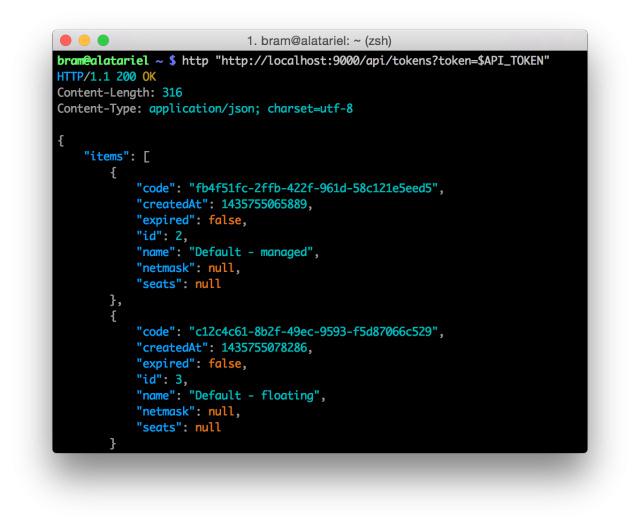 1. bram@alatariel: ~ (zsh)
bram@alatariel ~ $ http "http://localhost:9000/api/tokens?token=$API_TOKEN"
HTTP/1.1 200 OK
Content-Length: 316
Content-Type: application/json; charset=utf-8
{
"items": [
{
"code": "fb4f51fc-2ffb-422f-961d-58c121e5eed5",
"createdAt": 1435755065889,
"expired": false,
"id": 2,
"name": "Default - managed",
"netmask": null,
"seats": null
},
{
"code": "c12c4c61-8b2f-49ec-9593-f5d87066c529",
"createdAt": 1435755078286,
"expired": false,
"id": 3,
"name": "Default - floating",
"netmask": null,
"seats": null
}